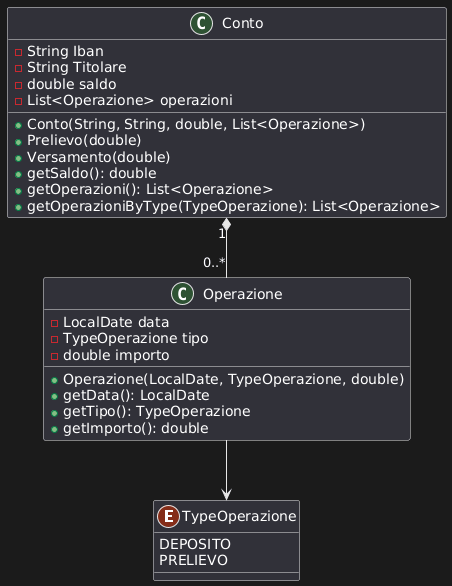 C Conto
String Iban
String Titolare
double saldo
List<Operazione> operazioni
Conto(String, String, double, List<Operazione>)
Prelievo(double)
Versamento(double)
getSaldo(): double
getOperazioni(): List<Operazione>
getOperazioniByType(TypeOperazione): List<Operazione>
1
0..*
C Operazione
LocalDate data
TypeOperazione tipo
double importo
Operazione(LocalDate, TypeOperazione, double)
getData(): LocalDate
getTipo(): TypeOperazione
getImporto(): double
E TypeOperazione
DEPOSITO
PRELIEVO